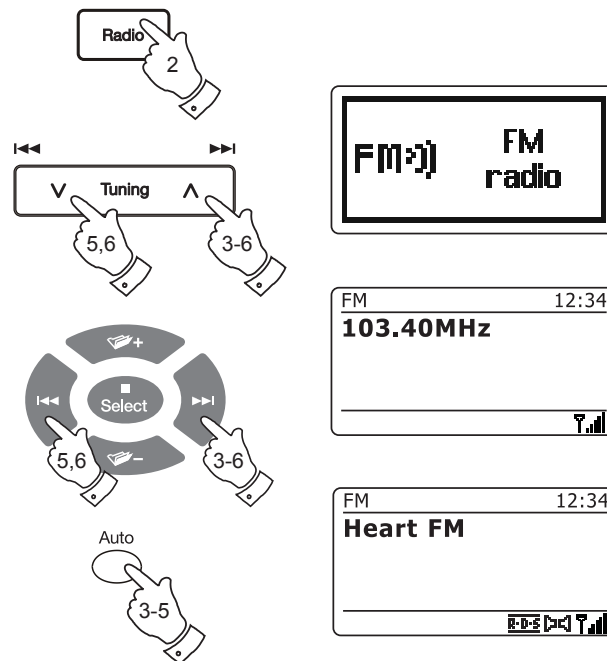 Radio
2
Tuning
5,6
3-6
+
Select
5,6
3-6
-
Auto
3-5
FM
FM radio
FM 12:34
103.40MHz
FM 12:34
Heart FM
R·D·S